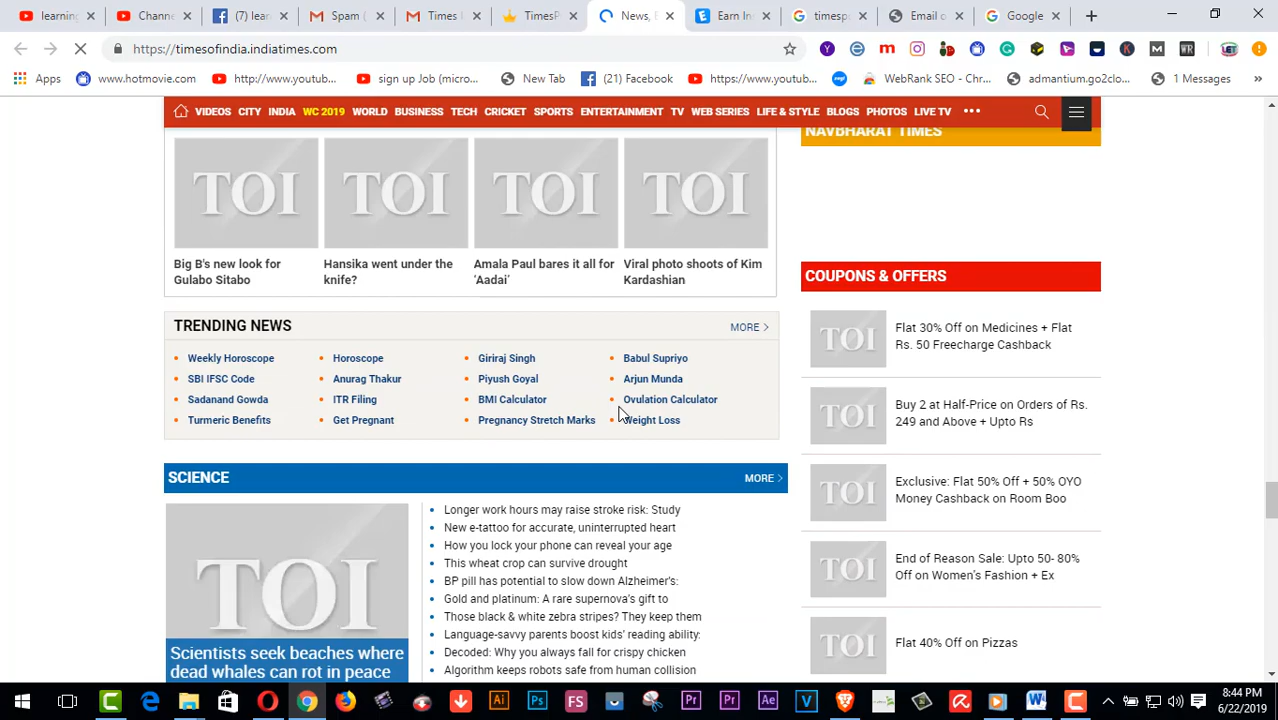 learning
Channe
(7) lear
Spam (
Times
TimesP
News, E
Earn In
timesp
Email o
Google
https://timesofindia.indiatimes.com
Apps
www.hotmovie.com
http://www.youtub...
sign up Job (micro...
New Tab
(21) Facebook
https://www.youtub...
WebRank SEO - Chr...
admantium.go2clo...
1 Messages
VIDEOS CITY INDIA WC 2019 WORLD BUSINESS TECH CRICKET SPORTS ENTERTAINMENT TV WEB SERIES LIFE & STYLE BLOGS PHOTOS LIVE TV
NAVBHARAT TIMES
TOI TOI TOI TOI
Big B's new look for
Gulabo Sitabo
Hansika went under the
knife?
Amala Paul bares it all for
'Aadai'
Viral photo shoots of Kim
Kardashian
TRENDING NEWS
MORE
Weekly Horoscope
Horoscope
Giriraj Singh
Babul Supriyo
SBI IFSC Code
Anurag Thakur
Piyush Goyal
Arjun Munda
Sadanand Gowda
ITR Filing
BMI Calculator
Ovulation Calculator
Turmeric Benefits
Get Pregnant
Pregnancy Stretch Marks
Weight Loss
SCIENCE
MORE
TOI
Scientists seek beaches where
dead whales can rot in peace
Longer work hours may raise stroke risk: Study
New e-tattoo for accurate, uninterrupted heart
How you lock your phone can reveal your age
This wheat crop can survive drought
BP pill has potential to slow down Alzheimer's:
Gold and platinum: A rare supernova's gift to
Those black & white zebra stripes? They keep them
Language-savvy parents boost kids' reading ability:
Decoded: Why you always fall for crispy chicken
Algorithm keeps robots safe from human collision
COUPONS & OFFERS
TOI
Flat 30% Off on Medicines + Flat
Rs. 50 Freecharge Cashback
TOI
Buy 2 at Half-Price on Orders of Rs.
249 and Above + Upto Rs
TOI
Exclusive: Flat 50% Off + 50% OYO
Money Cashback on Room Boo
TOI
End of Reason Sale: Upto 50- 80%
Off on Women's Fashion + Ex
TOI
Flat 40% Off on Pizzas
8:44 PM
6/22/2019